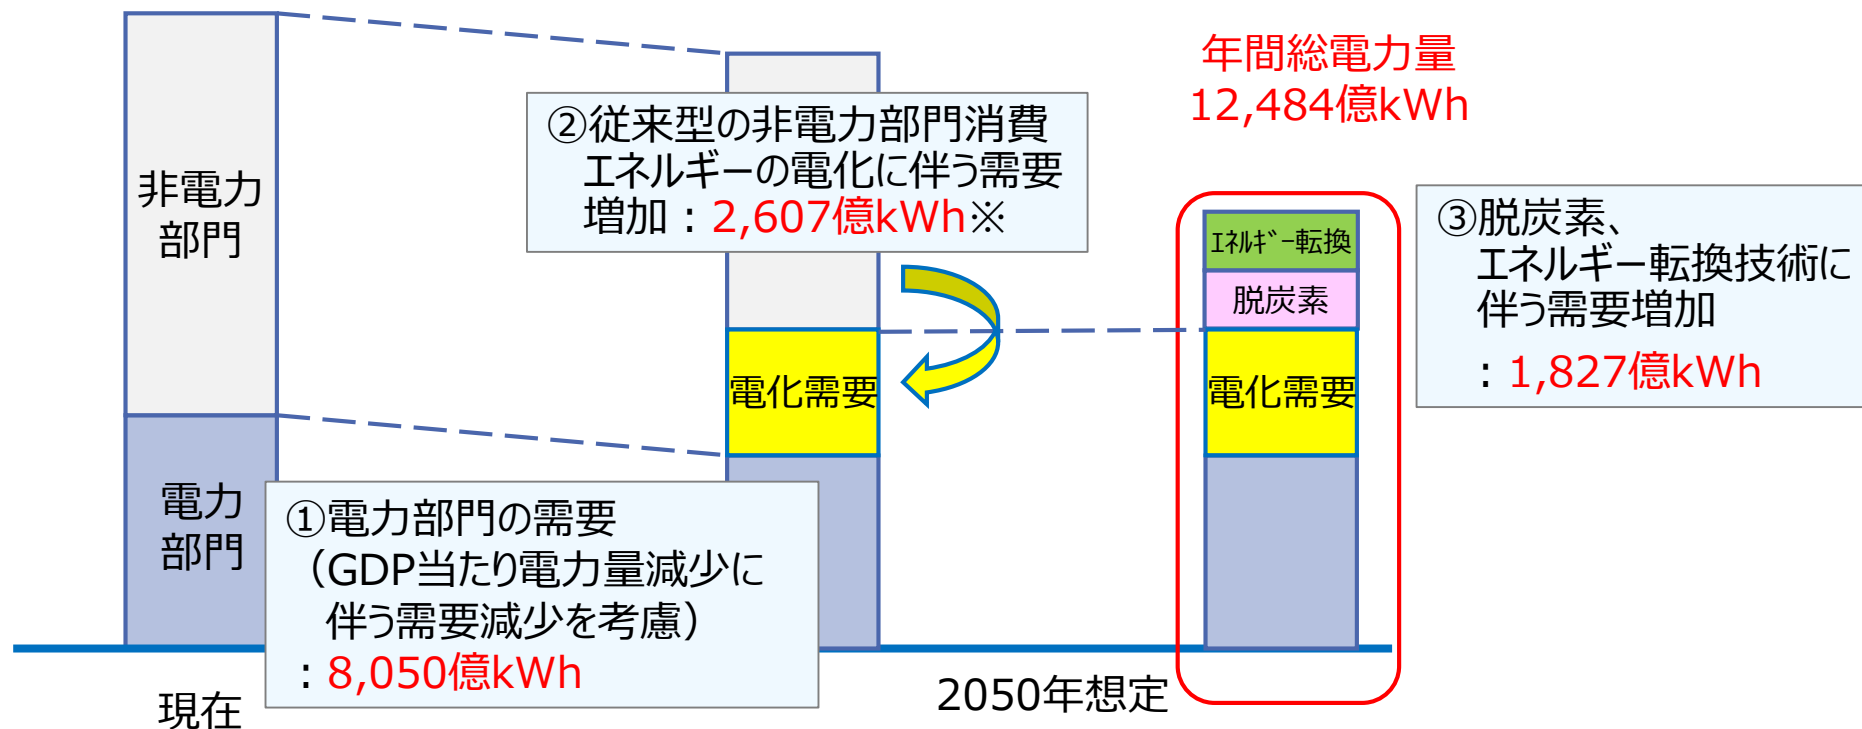 非電力
部門
電力
部門
現在
①電力部門の需要
（GDP当たり電力量減少に
伴う需要減少を考慮）
：8,050億kWh
②従来型の非電力部門消費
エネルギーの電化に伴う需要
増加：2,607億kWh※
電化需要
2050年想定
年間総電力量
12,484億kWh
ｴﾈﾙｷﾞｰ転換
脱炭素
電化需要
③脱炭素、
エネルギー転換技術に
伴う需要増加
：1,827億kWh